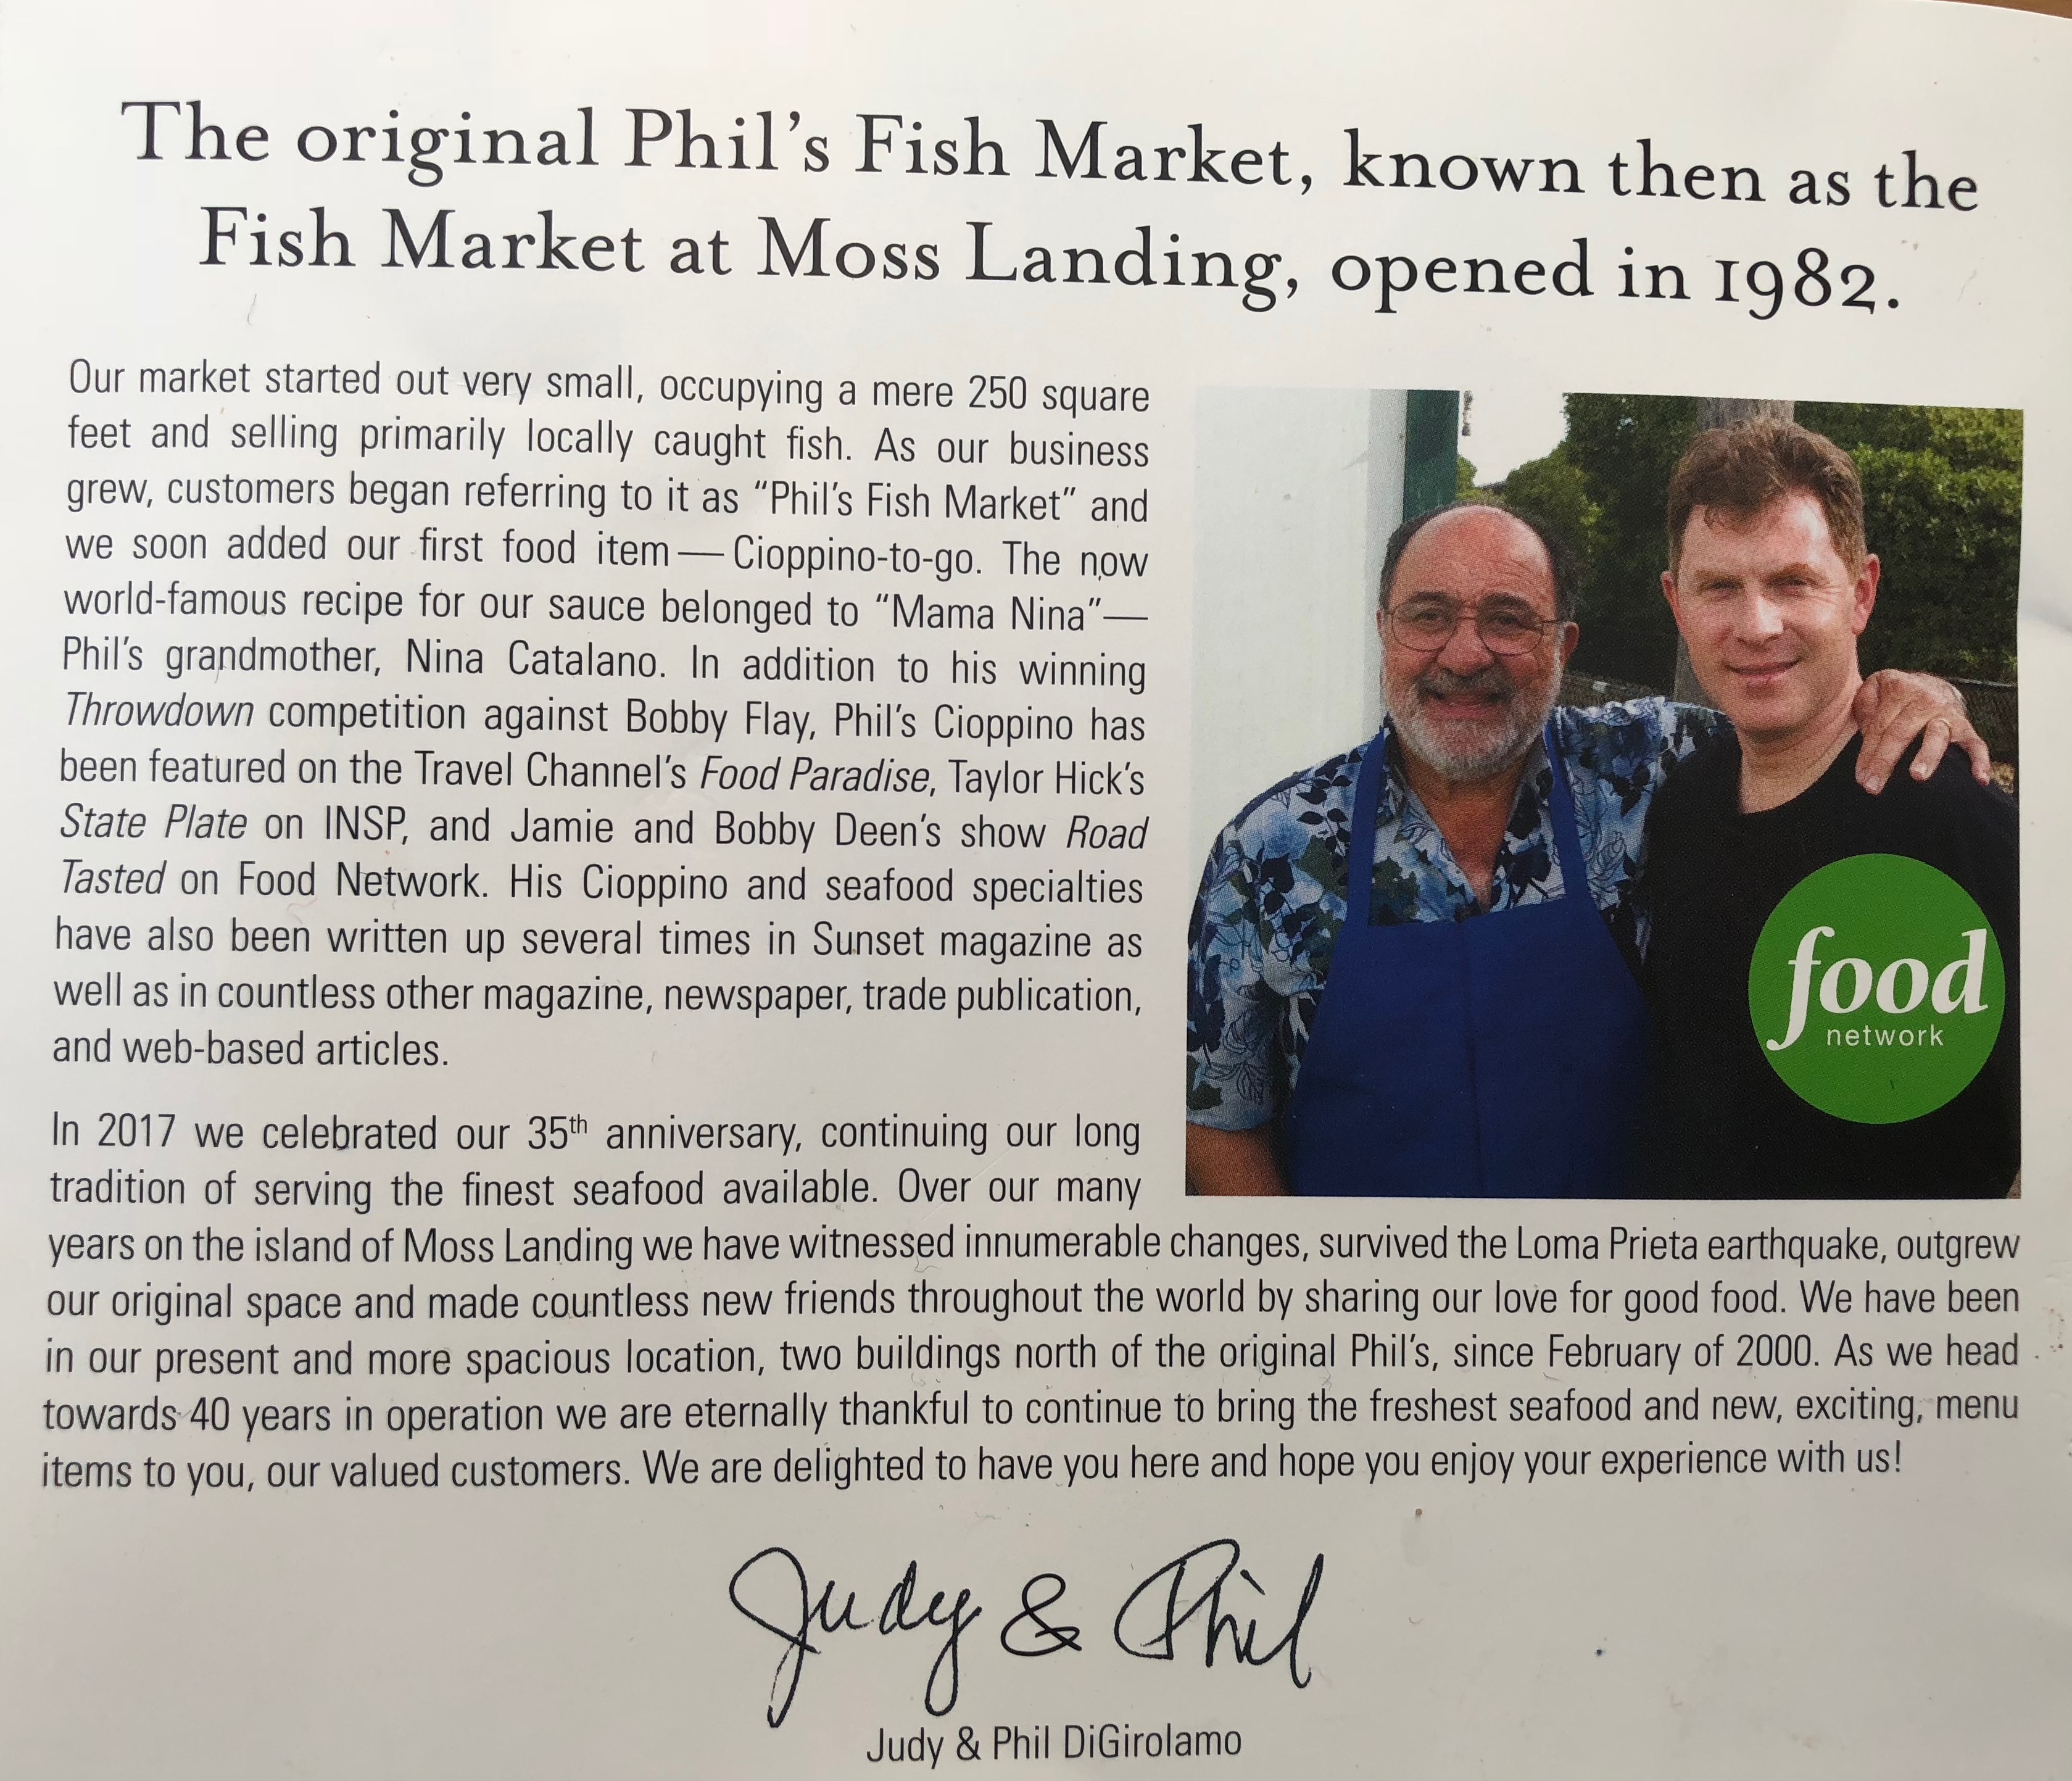 The original Phil's Fish Market, known then as the
Fish Market at Moss Landing, opened in 1982.
Our market started out very small, occupying a mere 250 square
feet and selling primarily locally caught fish. As our business
grew, customers began referring to it as “Phil's Fish Market” and
we soon added our first food item — Cioppino-to-go. The now
world-famous recipe for our sauce belonged to “Mama Nina”—
Phil's grandmother, Nina Catalano. In addition to his winning
Throwdown competition against Bobby Flay, Phil's Cioppino has
been featured on the Travel Channel's Food Paradise, Taylor Hick's
State Plate on INSP, and Jamie and Bobby Deen's show Road
Tasted on Food Network. His Cioppino and seafood specialties
have also been written up several times in Sunset magazine as
well as in countless other magazine, newspaper, trade publication,
and web-based articles.
food
network
In 2017 we celebrated our 35th anniversary, continuing our long
tradition of serving the finest seafood available. Over our many
years on the island of Moss Landing we have witnessed innumerable changes, survived the Loma Prieta earthquake, outgrew
our original space and made countless new friends throughout the world by sharing our love for good food. We have been
in our present and more spacious location, two buildings north of the original Phil's, since February of 2000. As we head
towards 40 years in operation we are eternally thankful to continue to bring the freshest seafood and new, exciting, menu
items to you, our valued customers. We are delighted to have you here and hope you enjoy your experience with us!
Judy & Phil
Judy & Phil DiGirolamo